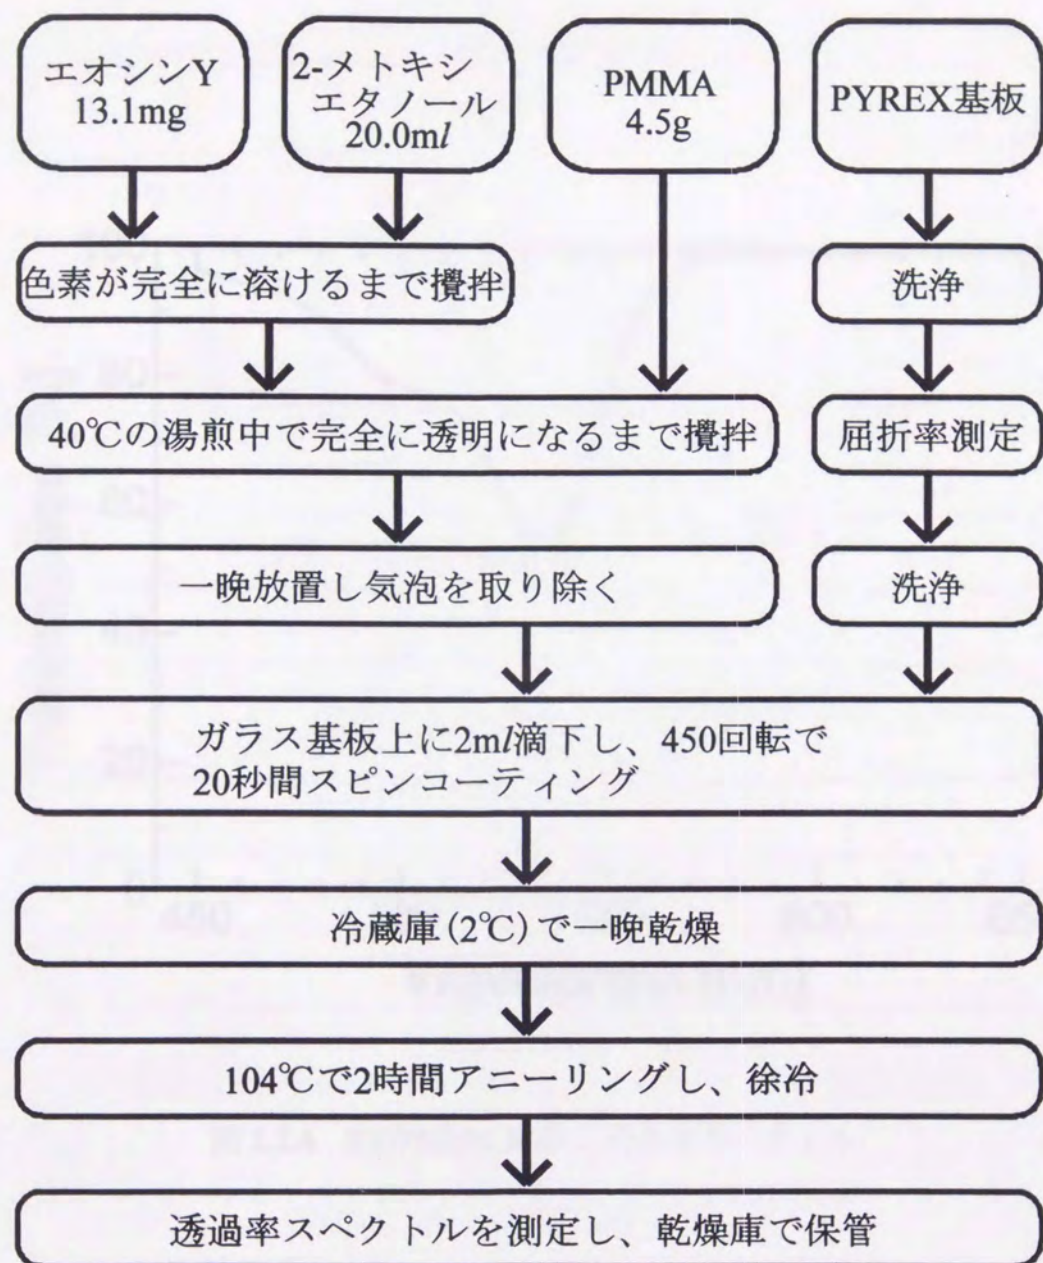 エオシンY
13.1mg
2-メトキシ
エタノール
20.0ml
PMMA
4.5g
PYREX基板
色素が完全に溶けるまで攪拌
洗浄
40℃の湯煎中で完全に透明になるまで攪拌
屈折率測定
一晩放置し気泡を取り除く
洗浄
ガラス基板上に2ml滴下し、450回転で
20秒間スピンコーティング
冷蔵庫(2℃)で一晩乾燥
104℃で2時間アニーリングし、徐冷
透過率スペクトルを測定し、乾燥庫で保管